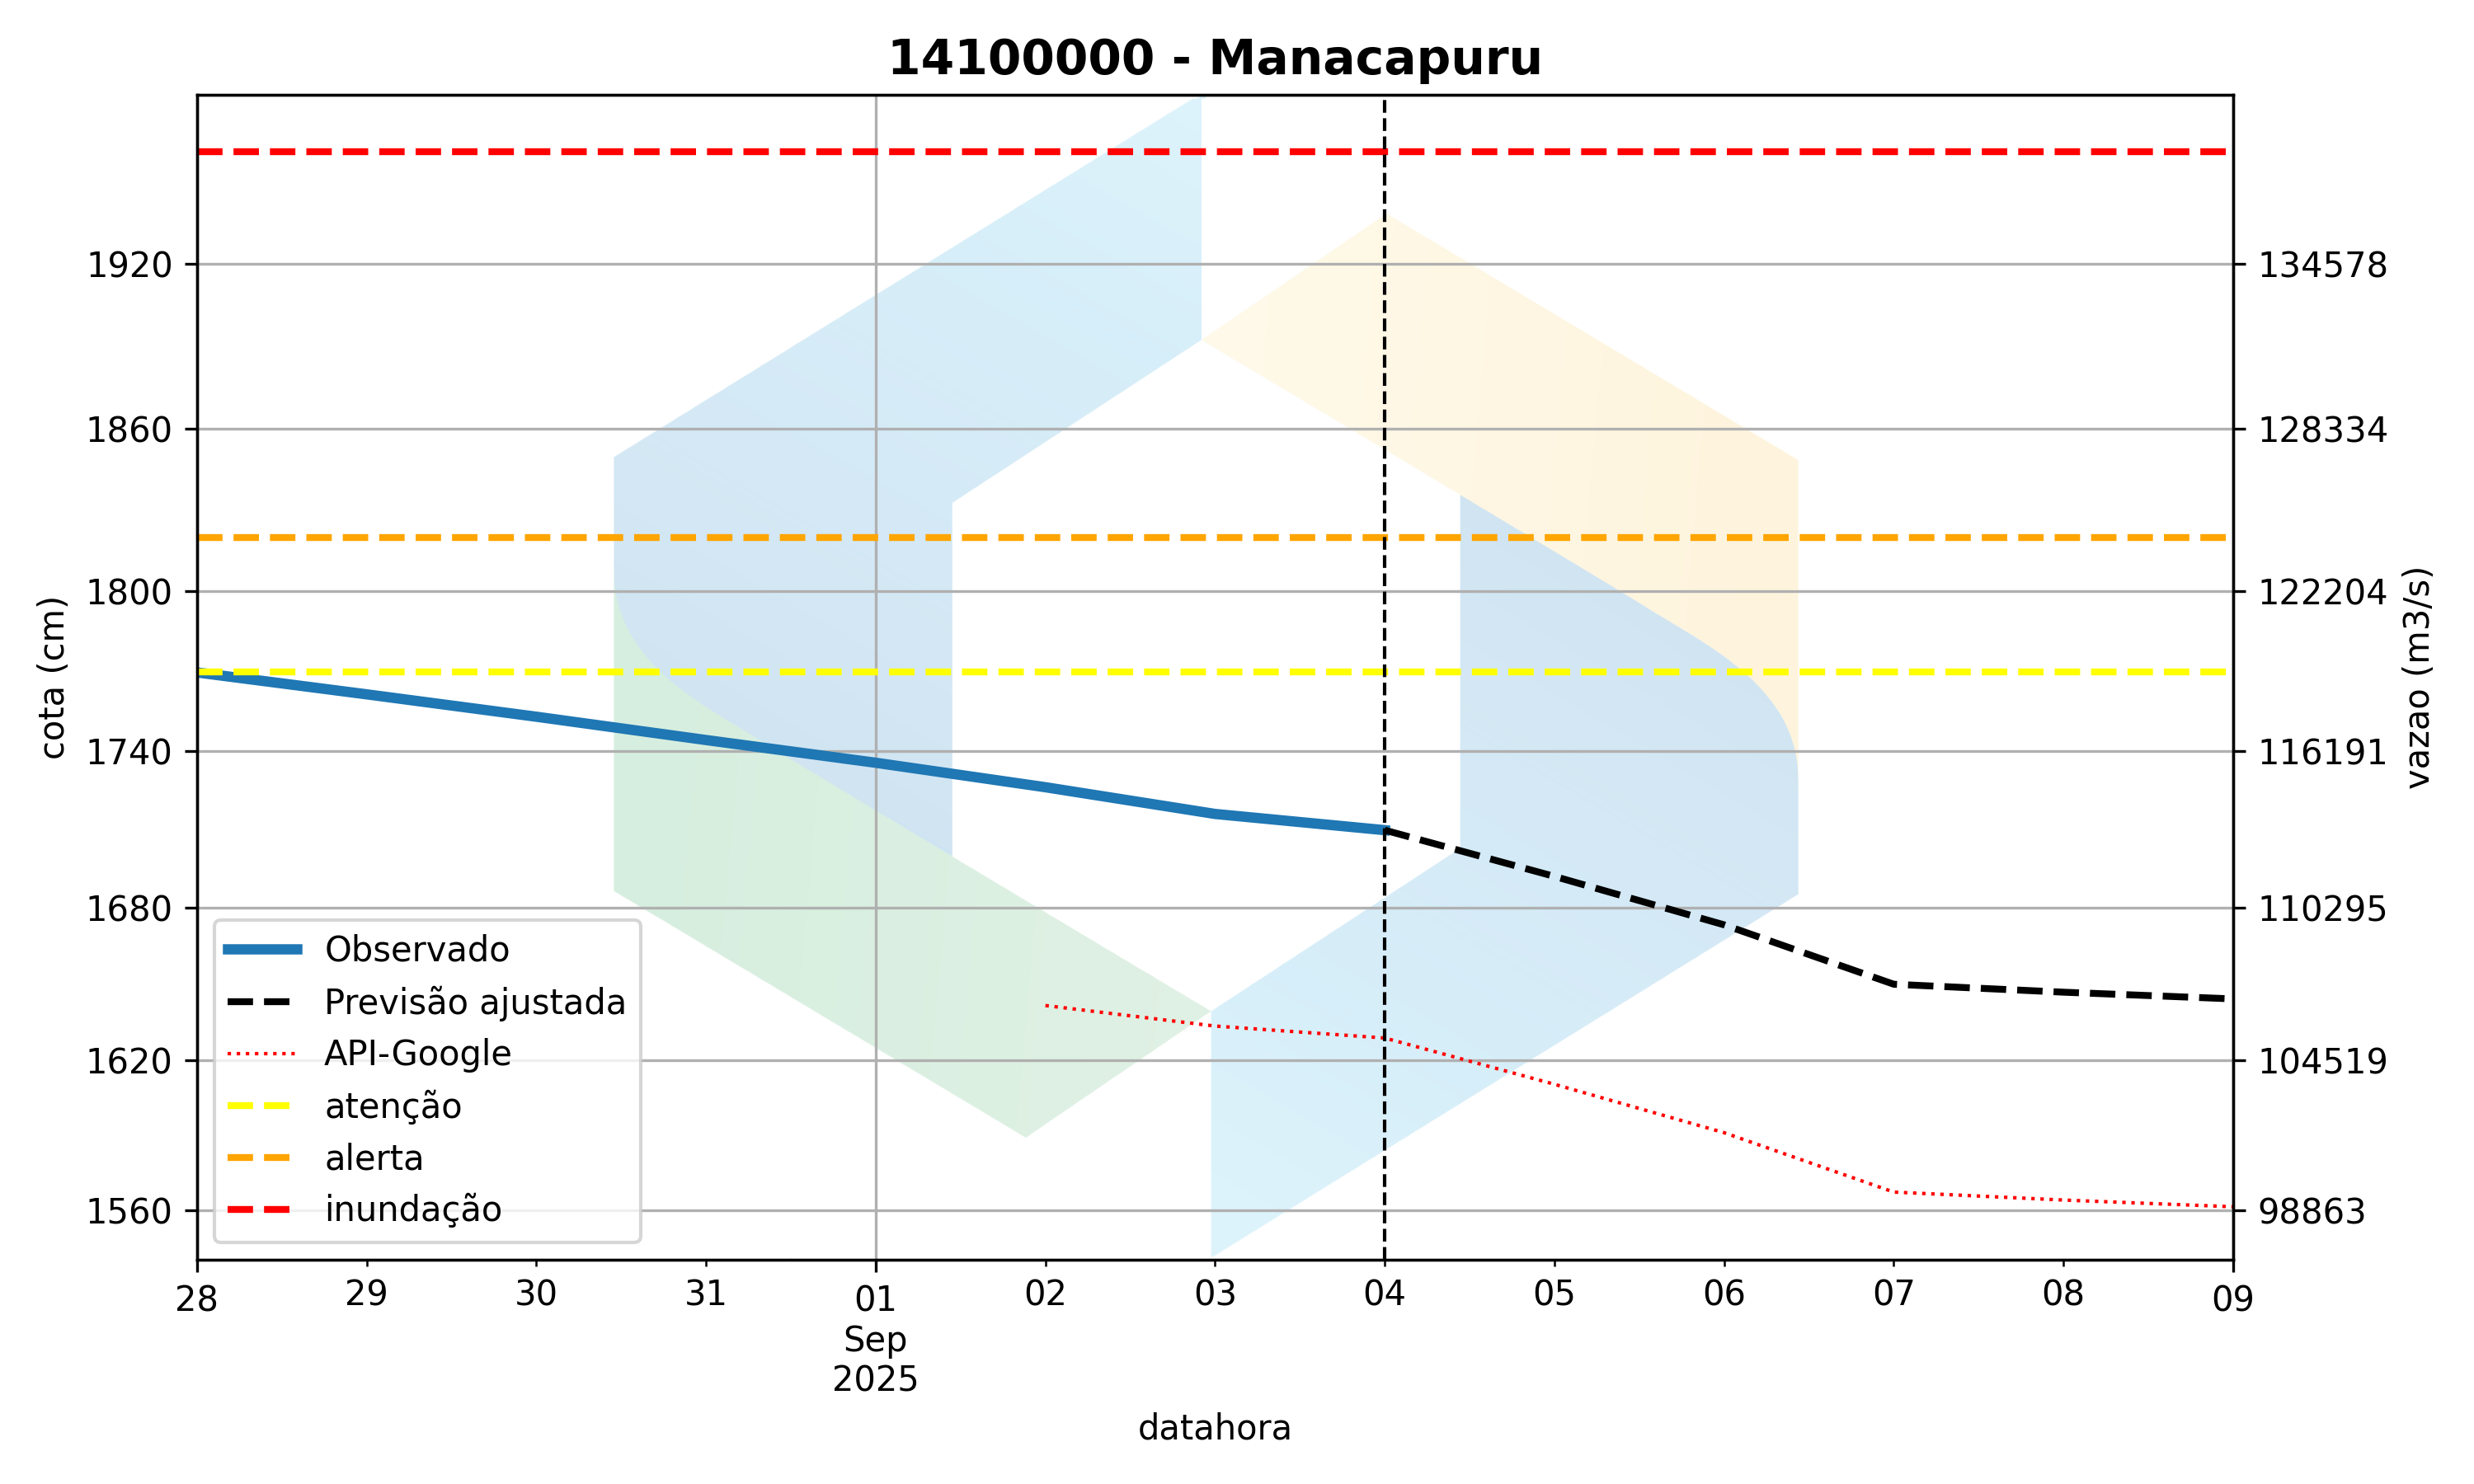 14100000 - Manacapuru
cota (cm)
1920
1860
1800
1740
1680
1620
1560
134578
128334
122204
116191
110295
104519
98863
vazao (m3/s)
Observado
Previsão ajustada
API-Google
atenção
alerta
inundação
28 29 30 31 01 02 03 04 05 06 07 08 09
Sep
2025
datahora